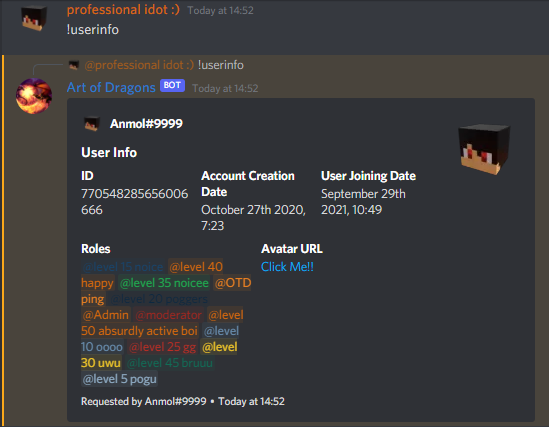 professional idot :) Today at 14:52
!userinfo
@professional idot :) !userinfo
Art of Dragons BOT Today at 14:52
Anmol#9999
User Info
ID
770548285656006
666
Account Creation
Date
October 27th 2020,
7:23
User Joining Date
September 29th
2021, 10:49
Roles
@level 15 noice @level 40
happy @level 35 noicee @OTD
ping @level 20 poggers
@Admin @moderator @level
50 absurdly active boi @level
10 oooo @level 25 gg @level
30 uwu @level 45 bruuu
@level 5 pogu
Avatar URL
Click Me!!
Requested by Anmol#9999 • Today at 14:52